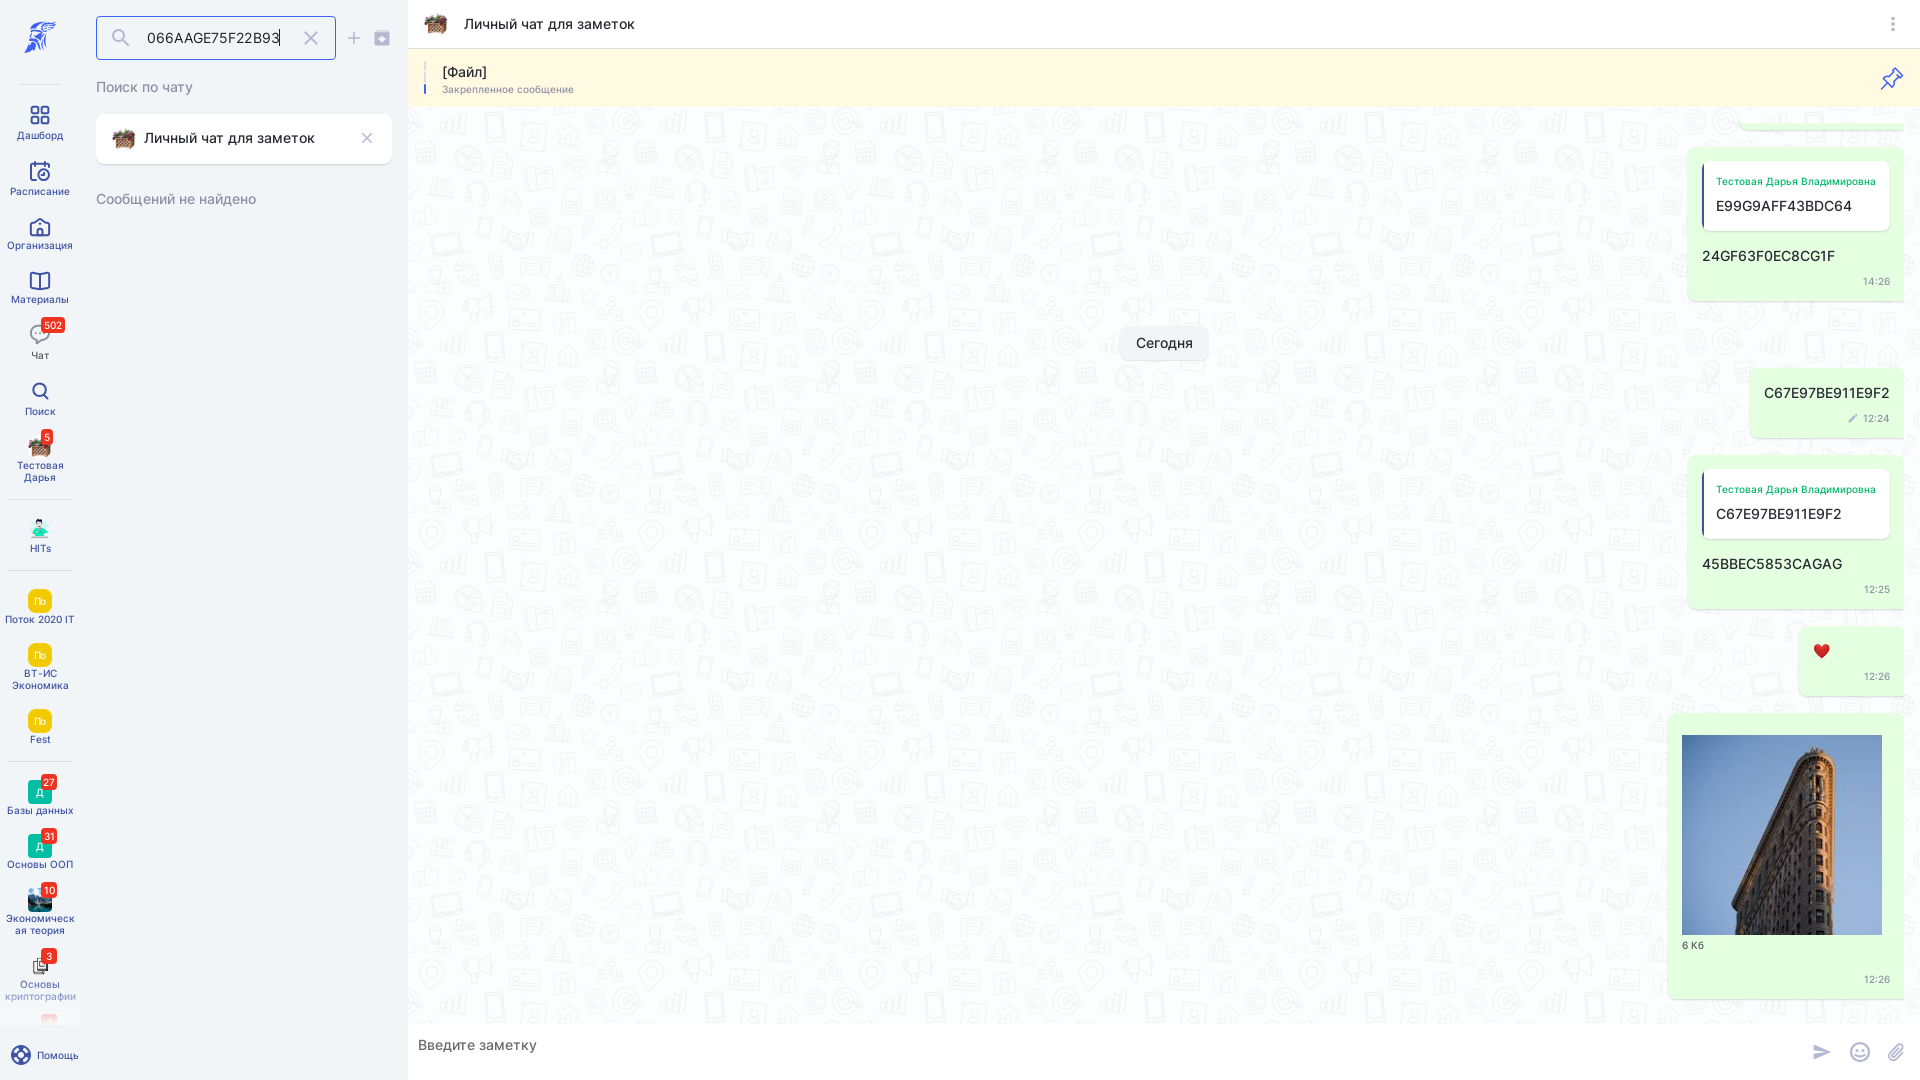 066AAGE75F22B93
Поиск по чату
Личный чат для заметок
Сообщений не найдено
Дашборд
Расписание
Организация
Материалы
502
Чат
Поиск
5
Тестовая
Дарья
HITs
По
Поток 2020 IT
По
ВТ-ИС
Экономика
По
Fest
27
Д
Базы данных
31
Д
Основы ООП
10
Экономическ
ая теория
3
Основы
криптографии
Помощь
Личный чат для заметок
[Файл]
Закрепленное сообщение
Тестовая Дарья Владимировна
E99G9AFF43BDC64
24GF63F0EC8CG1F
14:26
Сегодня
C67E97BE911E9F2
12:24
Тестовая Дарья Владимировна
C67E97BE911E9F2
45BBEC5853CAGAG
12:25
12:26
6 Кб
12:26
Введите заметку